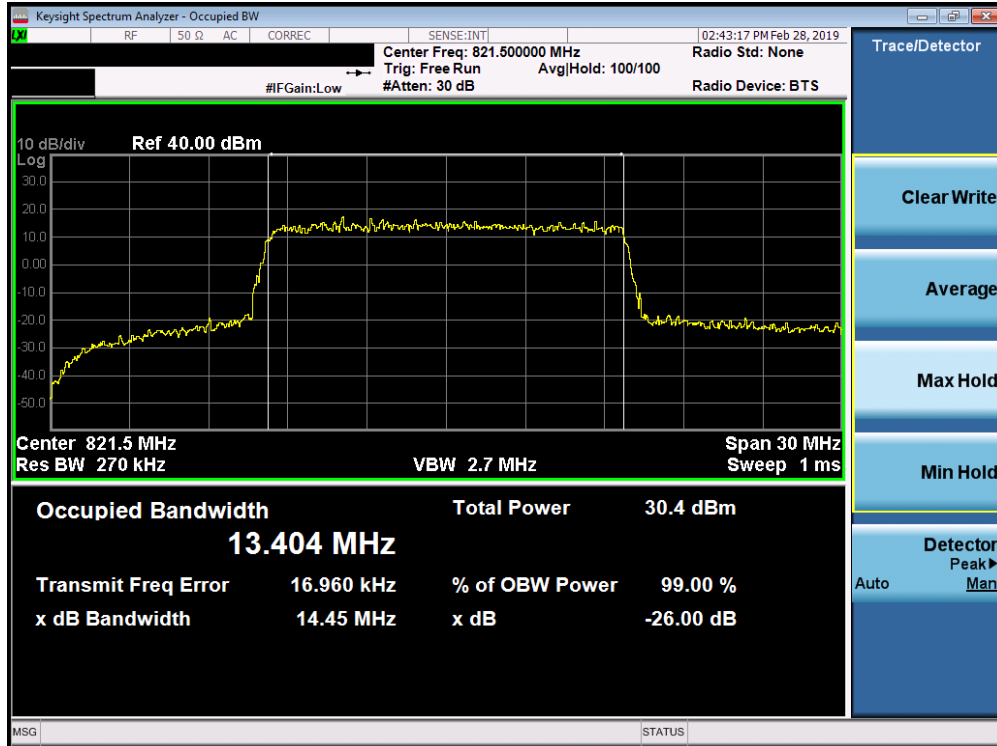 Keysight Spectrum Analyzer - Occupied BW
LXI RF 50 Ω AC CORREC SENSE:INT 02:43:17 PM Feb 28, 2019
Center Freq: 821.500000 MHz Radio Std: None
Trig: Free Run Avg|Hold: 100/100
#IFGain:Low #Atten: 30 dB Radio Device: BTS
10 dB/div Ref 40.00 dBm
Log
30.0
20.0
10.0
0.00
-10.0
-20.0
-30.0
-40.0
-50.0
Center 821.5 MHz Span 30 MHz
Res BW 270 kHz VBW 2.7 MHz Sweep 1 ms
Occupied Bandwidth Total Power 30.4 dBm
13.404 MHz
Transmit Freq Error 16.960 kHz % of OBW Power 99.00 %
x dB Bandwidth 14.45 MHz x dB -26.00 dB
Trace/Detector
Clear Write
Average
Max Hold
Min Hold
Detector
Peak
Auto Man
MSG STATUS